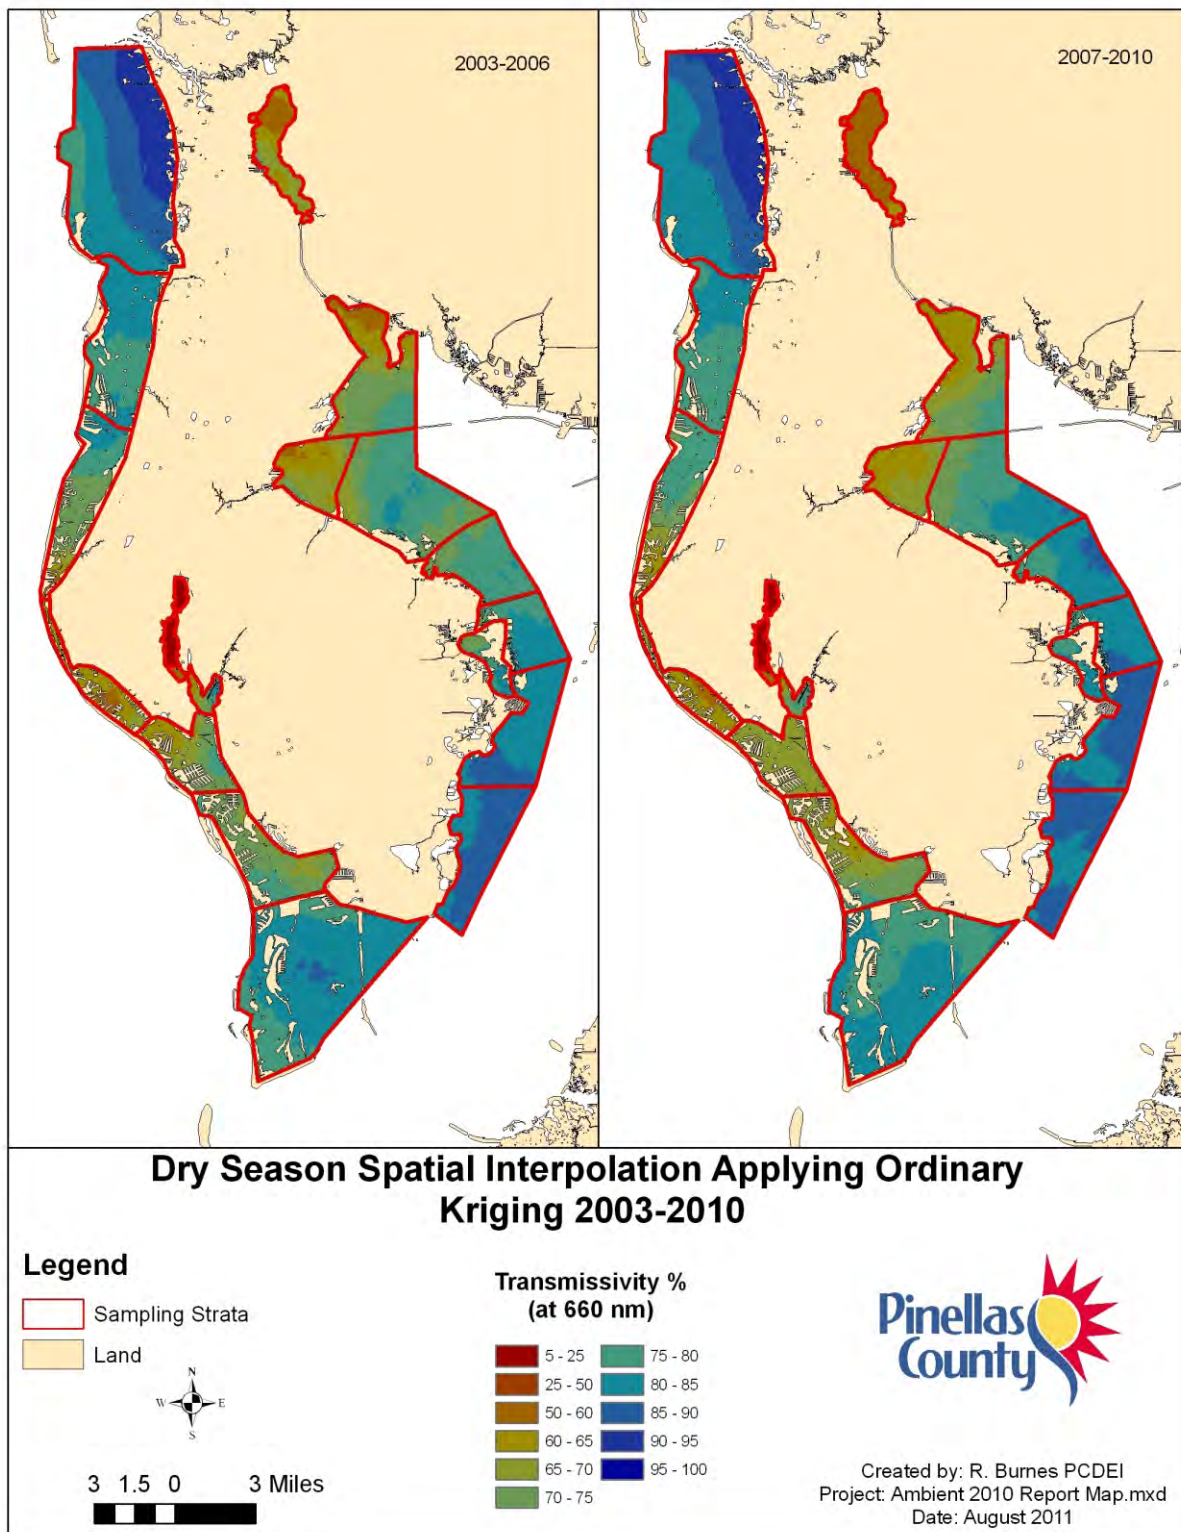 2003-2006
2007-2010
Dry Season Spatial Interpolation Applying Ordinary
Kriging 2003-2010
Legend
Sampling Strata
Land
N
W E
S
3 1.5 0 3 Miles
Transmissivity %
(at 660 nm)
5 - 25
25 - 50
50 - 60
60 - 65
65 - 70
70 - 75
75 - 80
80 - 85
85 - 90
90 - 95
95 - 100
Pinellas
County
Created by: R. Burnes PCDEI
Project: Ambient 2010 Report Map.mxd
Date: August 2011